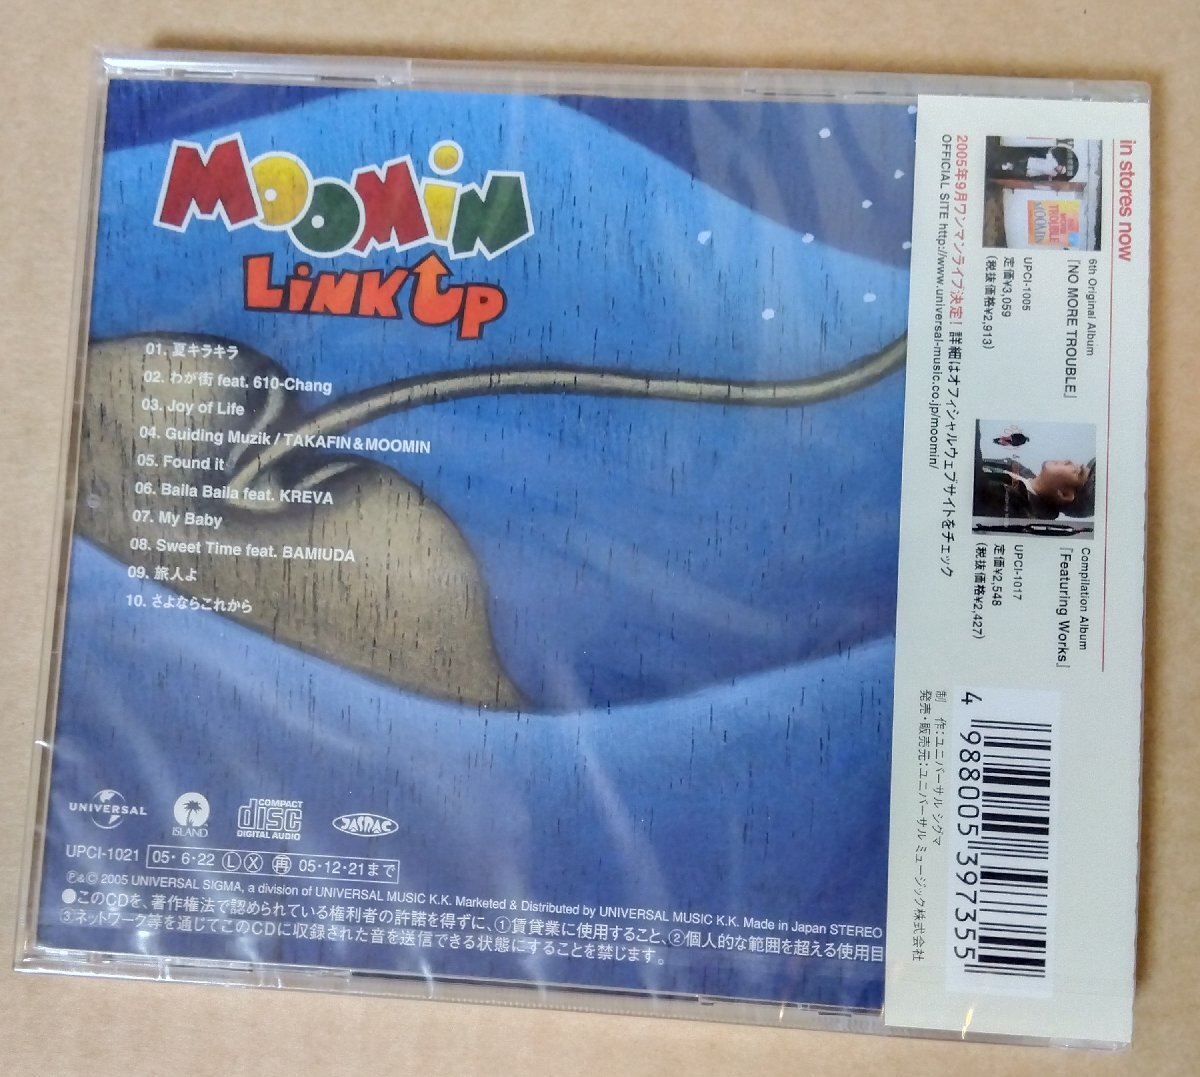 MOOMiN
LiNK UP
01. 夏キラキラ
02. わが街 feat. 610-Chang
03. Joy of Life
04. Guiding Muzik / TAKAFIN & MOOMIN
05. Found it
06. Baila Baila feat. KREVA
07. My Baby
08. Sweet Time feat. BAMIUDA
09. 旅人よ
10. さよならこれから
UNIVERSAL
ISLAND
COMPACT
disc
DIGITAL AUDIO
JASRAC
UPCI-1021 05・6・22 Ⓛ Ⓧ ㊡ 05・12・21まで
Ⓟ&Ⓒ 2005 UNIVERSAL SIGMA, a division of UNIVERSAL MUSIC K.K. Marketed & Distributed by UNIVERSAL MUSIC K.K. Made in Japan STEREO
●このCDを、著作権法で認められている権利者の許諾を得ずに、①賃貸業に使用すること、②個人的な範囲を超える使用目
③ネットワーク等を通じてこのCDに収録された音を送信できる状態にすることを禁じます。
in stores now
6th Original Album
『NO MORE TROUBLE』
UPCI-1005
定価¥3,059
(税抜価格¥2,913)
Compilation Album
『Featuring Works』
UPCI-1017
定価¥2,548
(税抜価格¥2,427)
2005年9月ワンマンライブ決定! 詳細はオフィシャルウェブサイトをチェック
OFFICIAL SITE http://www.universal-music.co.jp/moomin/
制 作:ユニバーサル シグマ
発売・販売元:ユニバーサル ミュージック株式会社
4 988005 397355